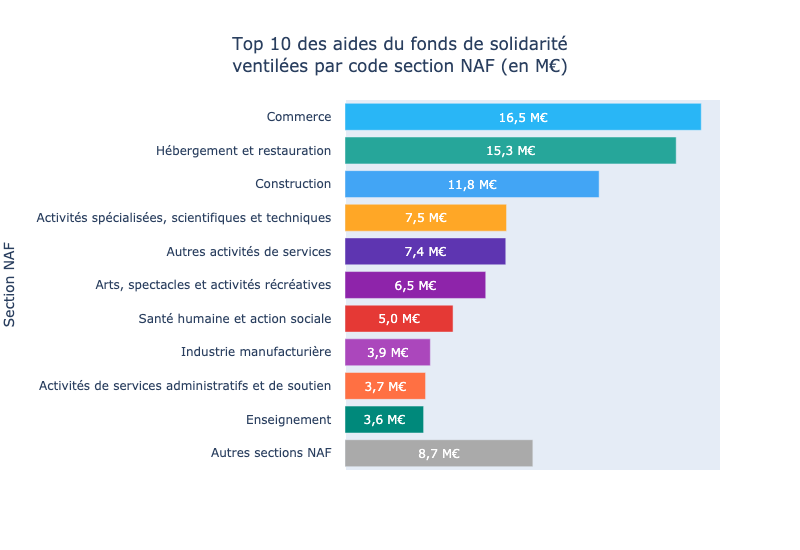 Top 10 des aides du fonds de solidarité
ventilées par code section NAF (en M€)
Section NAF
Commerce 16,5 M€
Hébergement et restauration 15,3 M€
Construction 11,8 M€
Activités spécialisées, scientifiques et techniques 7,5 M€
Autres activités de services 7,4 M€
Arts, spectacles et activités récréatives 6,5 M€
Santé humaine et action sociale 5,0 M€
Industrie manufacturière 3,9 M€
Activités de services administratifs et de soutien 3,7 M€
Enseignement 3,6 M€
Autres sections NAF 8,7 M€